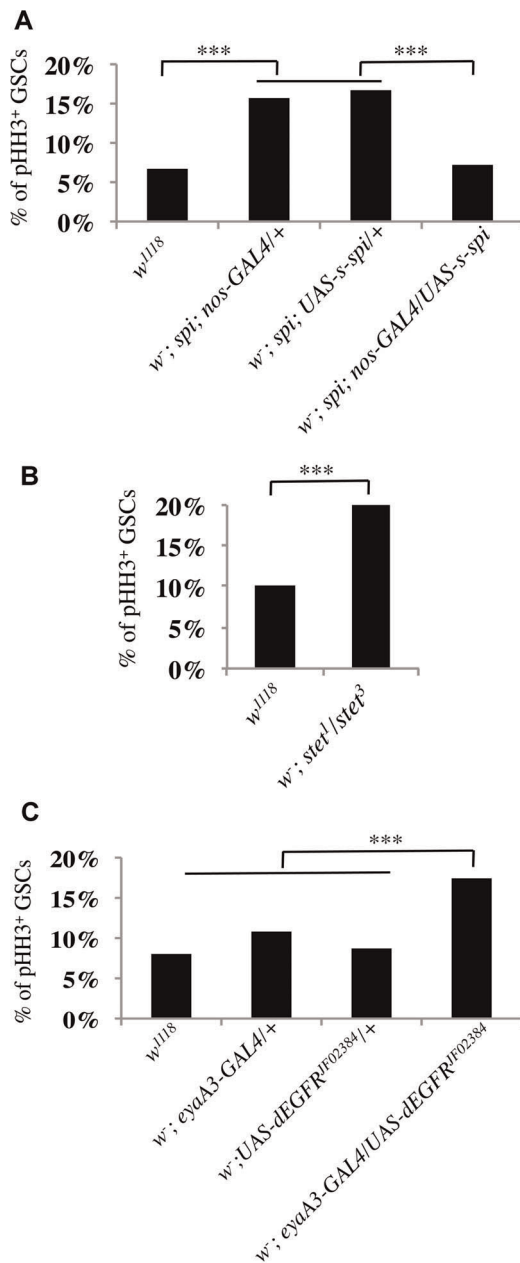 A
% of pHH3⁺ GSCs
20%
15%
10%
5%
0%
***
***
w¹¹¹⁸
w⁻; spi; nos-GAL4/+
w⁻; spi; UAS-s-spi/+
w⁻; spi; nos-GAL4/UAS-s-spi
B
% of pHH3⁺ GSCs
20%
15%
10%
5%
0%
***
w¹¹¹⁸
w⁻; stet¹/stet³
C
% of pHH3⁺ GSCs
20%
15%
10%
5%
0%
***
w¹¹¹⁸
w⁻; eyaA3-GAL4/+
w⁻;UAS-dEGFRᴶᶠ⁰²³⁸⁴/+
w⁻; eyaA3-GAL4/UAS-dEGFRᴶᶠ⁰²³⁸⁴